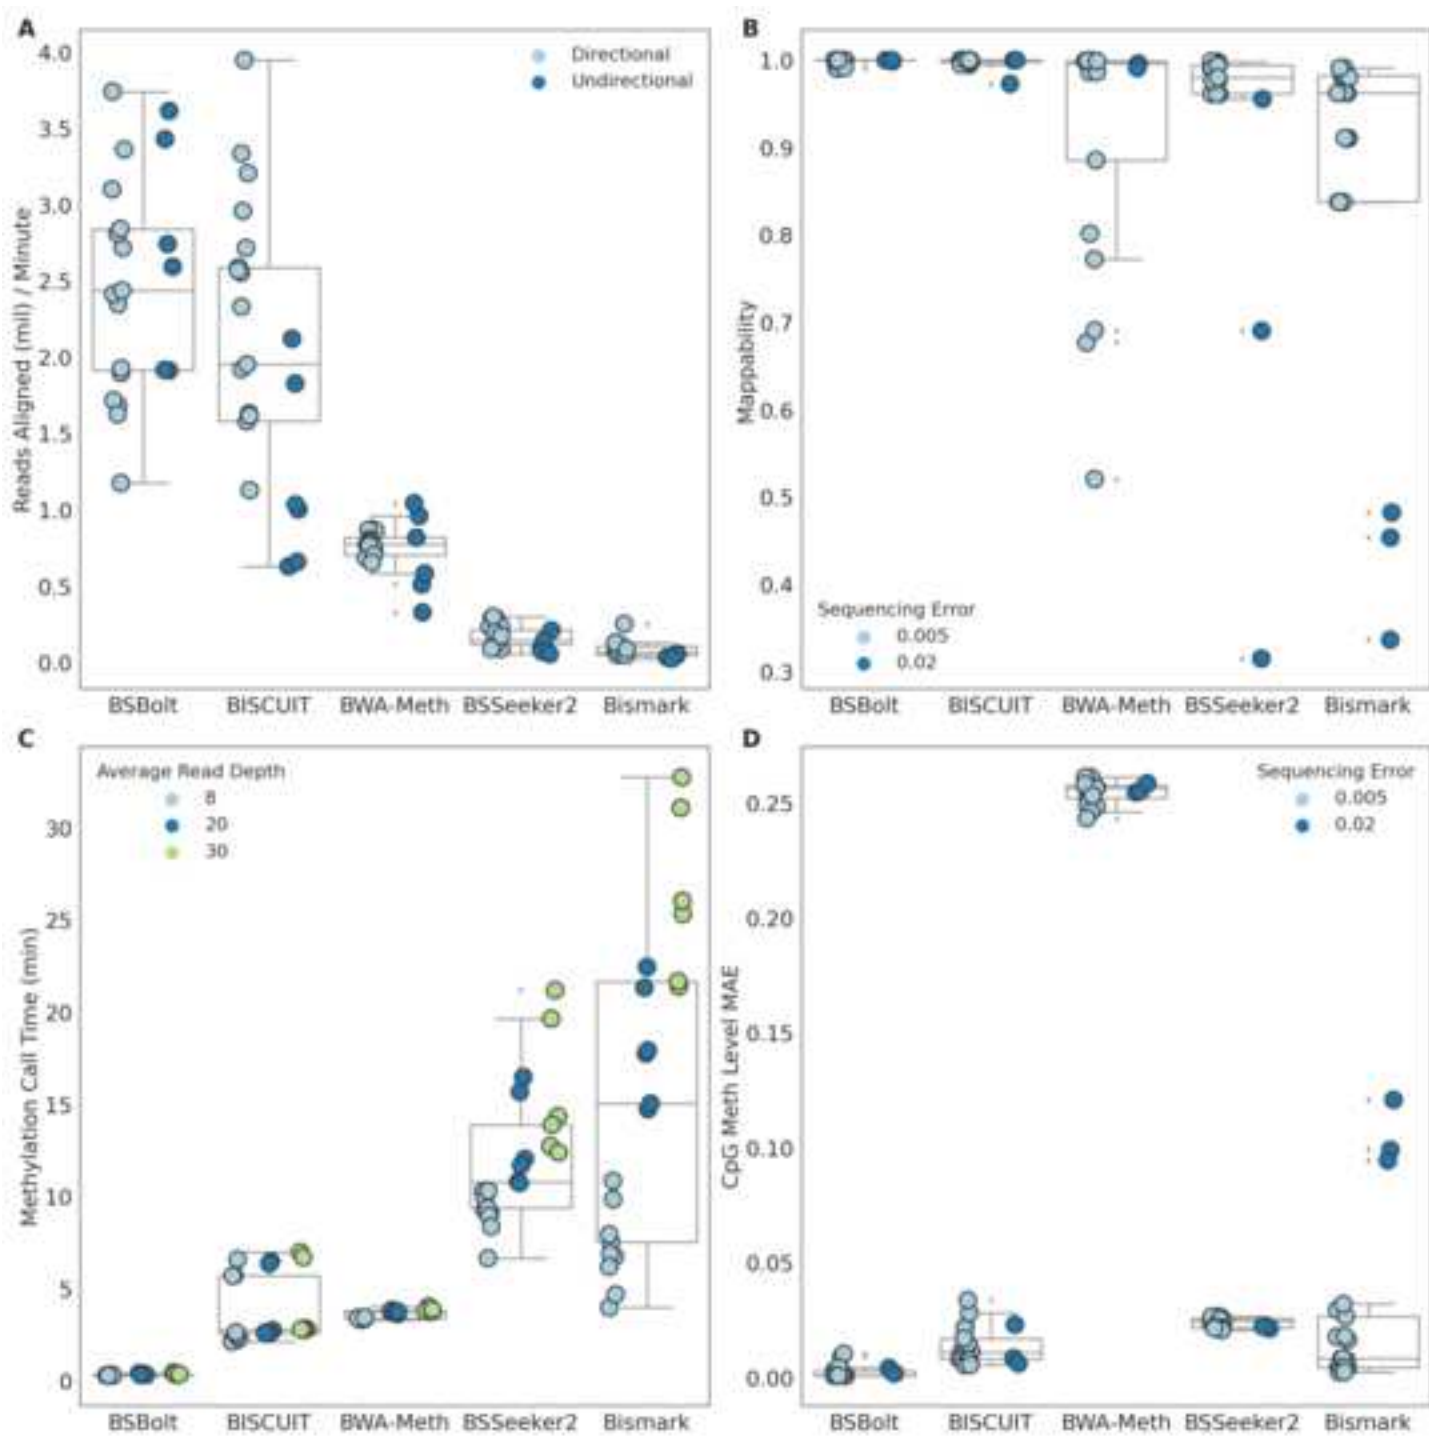 A
Reads Aligned (mil) / Minute
4.0
3.5
3.0
2.5
2.0
1.5
1.0
0.5
0.0
Directional
Undirectional
BSBolt BISCUIT BWA-Meth BSSeeker2 Bismark
B
Mappability
1.0
0.9
0.8
0.7
0.6
0.5
0.4
0.3
Sequencing Error
0.005
0.02
BSBolt BISCUIT BWA-Meth BSSeeker2 Bismark
C
Methylation Call Time (min)
Average Read Depth
8
20
30
30
25
20
15
10
5
0
BSBolt BISCUIT BWA-Meth BSSeeker2 Bismark
D
CpG Meth Level MAE
Sequencing Error
0.005
0.02
0.25
0.20
0.15
0.10
0.05
0.00
BSBolt BISCUIT BWA-Meth BSSeeker2 Bismark